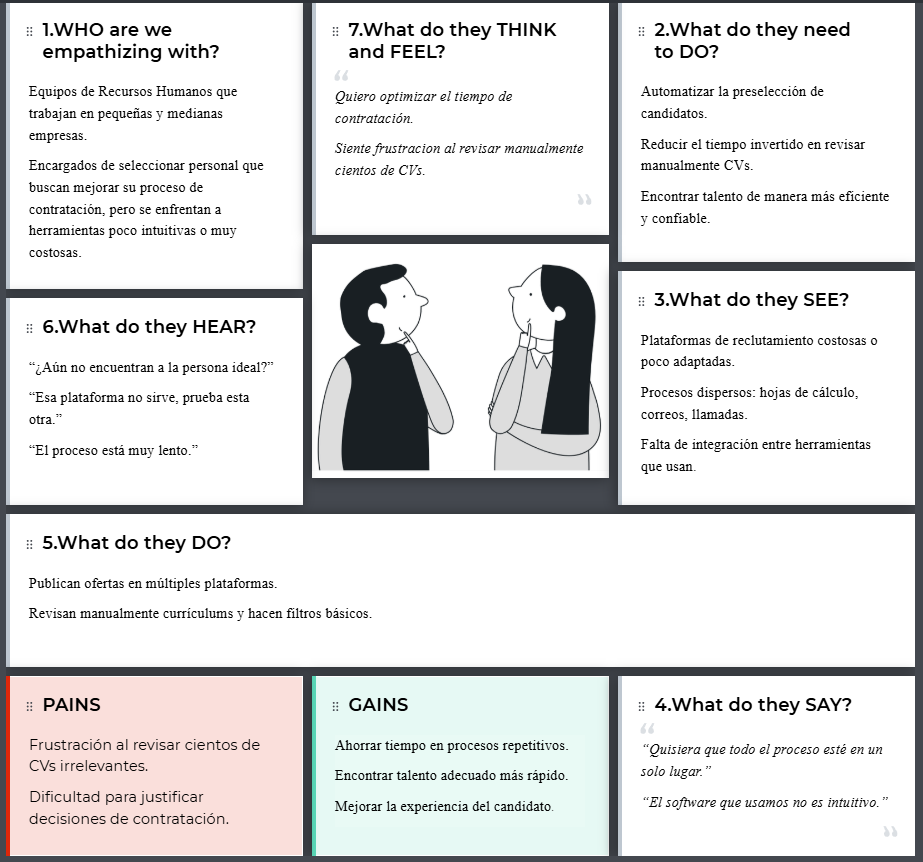 1.WHO are we
empathizing with?
Equipos de Recursos Humanos que
trabajan en pequeñas y medianas
empresas.
Encargados de seleccionar personal que
buscan mejorar su proceso de
contratación, pero se enfrentan a
herramientas poco intuitivas o muy
costosas.
7.What do they THINK
and FEEL?
“
Quiero optimizar el tiempo de
contratación.
Siente frustracion al revisar manualmente
cientos de CVs.
”
2.What do they need
to DO?
Automatizar la preselección de
candidatos.
Reducir el tiempo invertido en revisar
manualmente CVs.
Encontrar talento de manera más eficiente
y confiable.
6.What do they HEAR?
“¿Aún no encuentran a la persona ideal?”
“Esa plataforma no sirve, prueba esta
otra.”
“El proceso está muy lento.”
3.What do they SEE?
Plataformas de reclutamiento costosas o
poco adaptadas.
Procesos dispersos: hojas de cálculo,
correos, llamadas.
Falta de integración entre herramientas
que usan.
5.What do they DO?
Publican ofertas en múltiples plataformas.
Revisan manualmente currículums y hacen filtros básicos.
PAINS
Frustración al revisar cientos de
CVs irrelevantes.
Dificultad para justificar
decisiones de contratación.
GAINS
Ahorrar tiempo en procesos repetitivos.
Encontrar talento adecuado más rápido.
Mejorar la experiencia del candidato.
4.What do they SAY?
“
“Quisiera que todo el proceso esté en un
solo lugar.”
“El software que usamos no es intuitivo.”
”